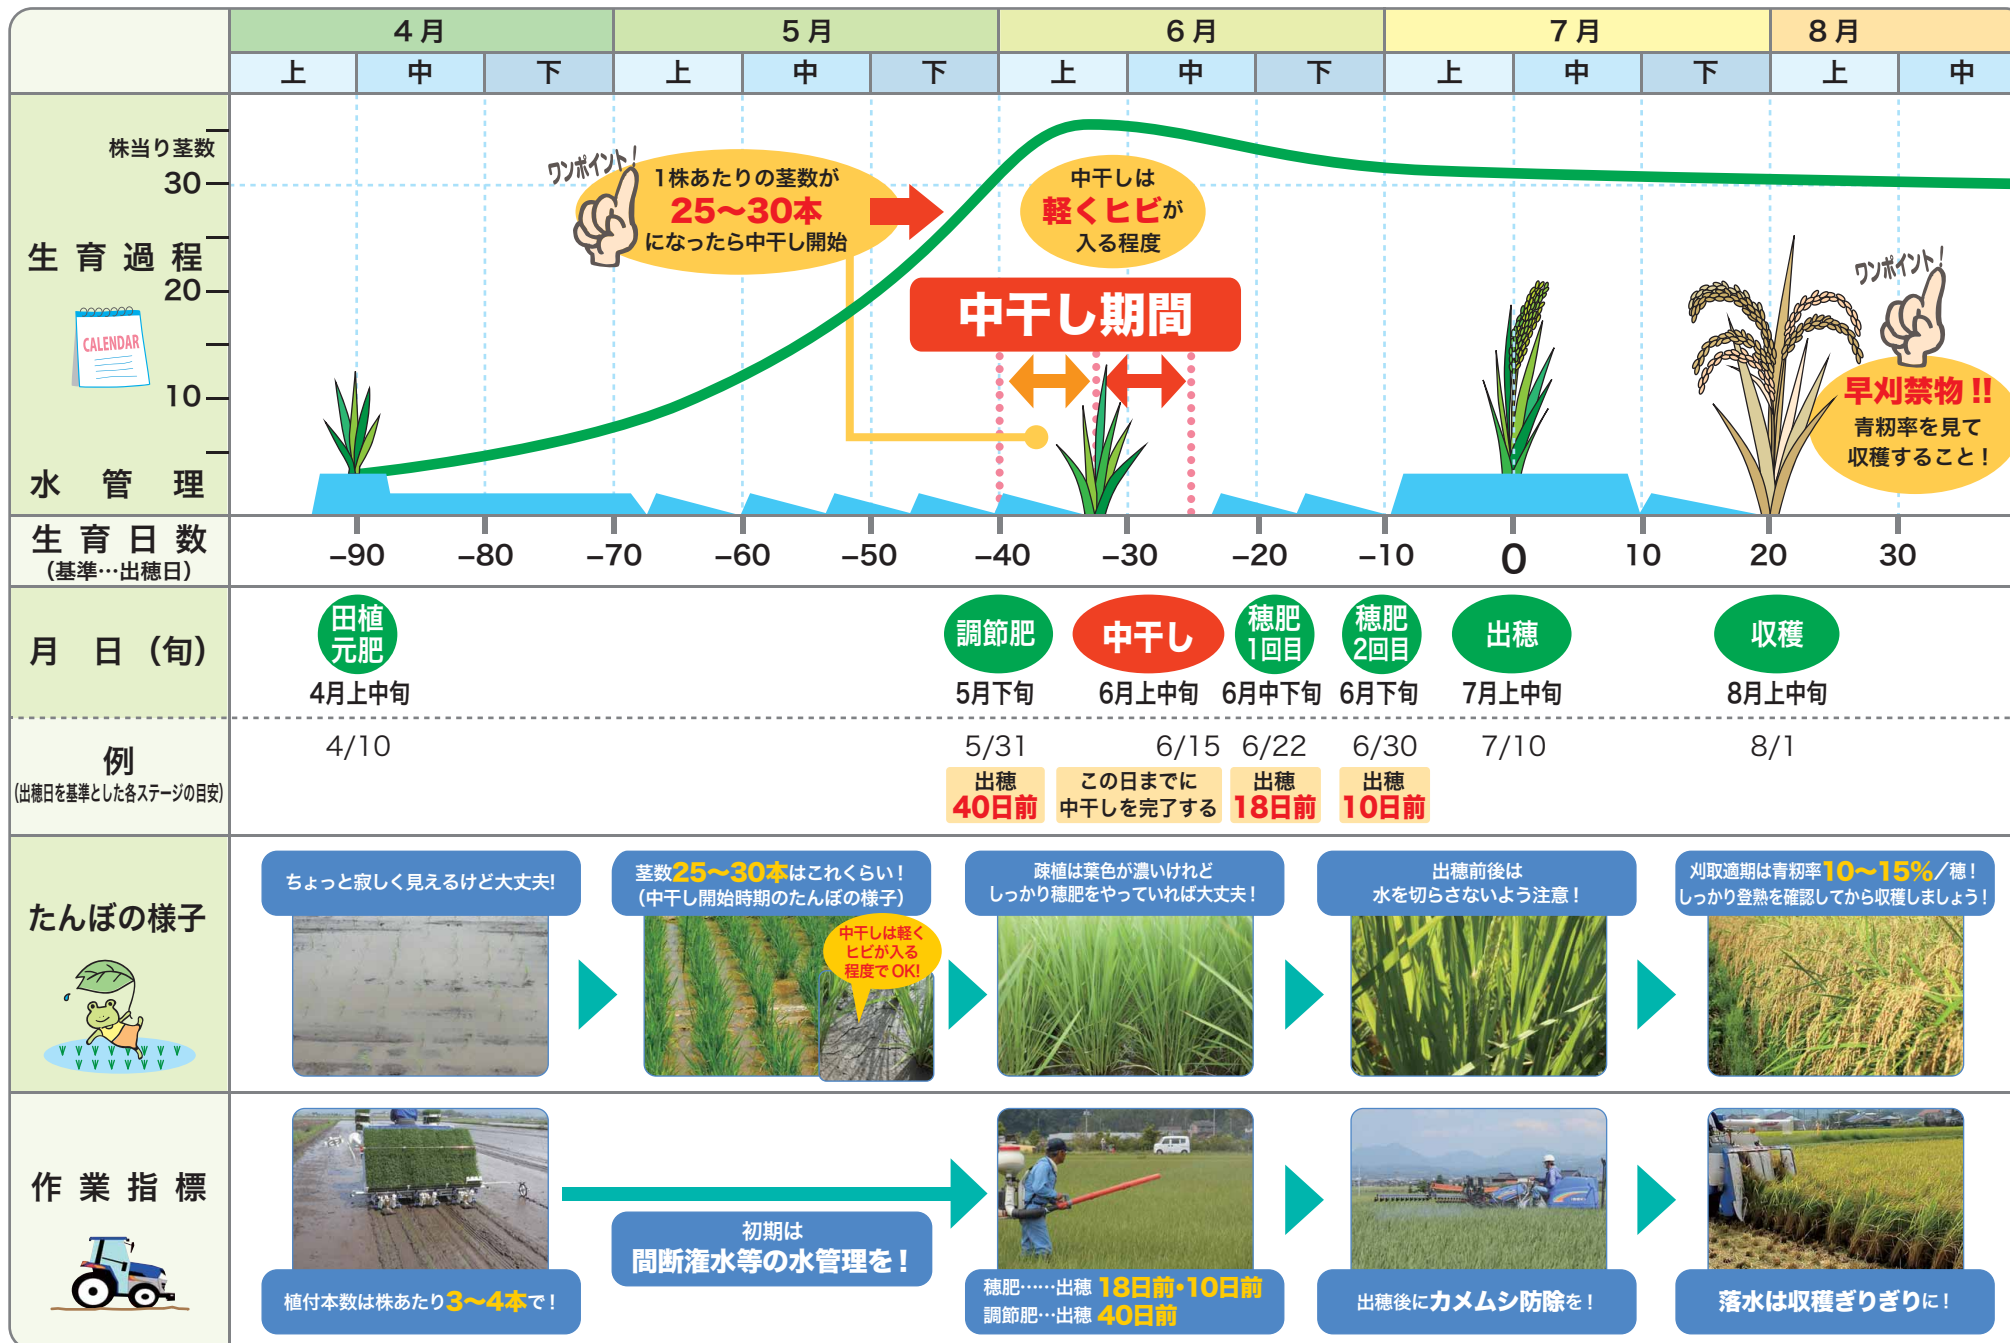 4月
5月
6月
7月
8月
上
中
下
上
中
下
上
中
下
上
中
下
上
中
株当り茎数
30
20
10
生育過程
CALENDAR
水管理
ワンポイント！
1株あたりの茎数が
25〜30本
になったら中干し開始
中干しは
軽くヒビが
入る程度
中干し期間
ワンポイント！
早刈禁物!!
青籾率を見て
収穫すること！
生育日数
（基準…出穂日）
–90
–80
–70
–60
–50
–40
–30
–20
–10
0
10
20
30
月日（旬）
田植
元肥
4月上中旬
調節肥
5月下旬
中干し
6月上中旬
穂肥
1回目
6月中下旬
穂肥
2回目
6月下旬
出穂
7月上中旬
収穫
8月上中旬
例
（出穂日を基準とした各ステージの目安）
4/10
5/31
出穂
40日前
6/15
この日までに
中干しを完了する
6/22
出穂
18日前
6/30
出穂
10日前
7/10
8/1
たんぼの様子
ちょっと寂しく見えるけど大丈夫!
茎数25〜30本はこれくらい！
（中干し開始時期のたんぼの様子）
中干しは軽く
ヒビが入る
程度でOK!
疎植は葉色が濃いけれど
しっかり穂肥をやっていれば大丈夫！
出穂前後は
水を切らさないよう注意！
刈取適期は青籾率10〜15%／穂！
しっかり登熟を確認してから収穫しましょう！
作業指標
植付本数は株あたり3〜4本で！
初期は
間断潅水等の水管理を！
穂肥……出穂 18日前・10日前
調節肥…出穂 40日前
出穂後にカメムシ防除を！
落水は収穫ぎりぎりに！